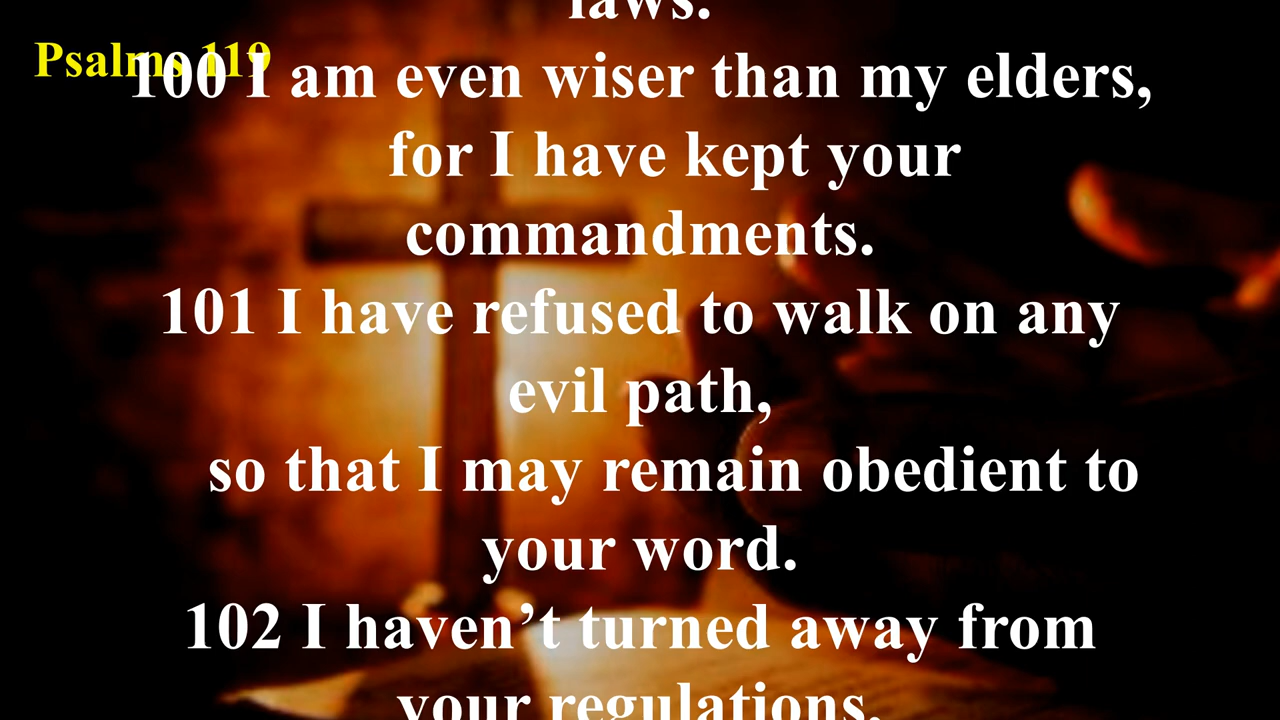 laws.
Psalms 119
100 I am even wiser than my elders,
for I have kept your
commandments.
101 I have refused to walk on any
evil path,
so that I may remain obedient to
your word.
102 I haven’t turned away from
your regulations,